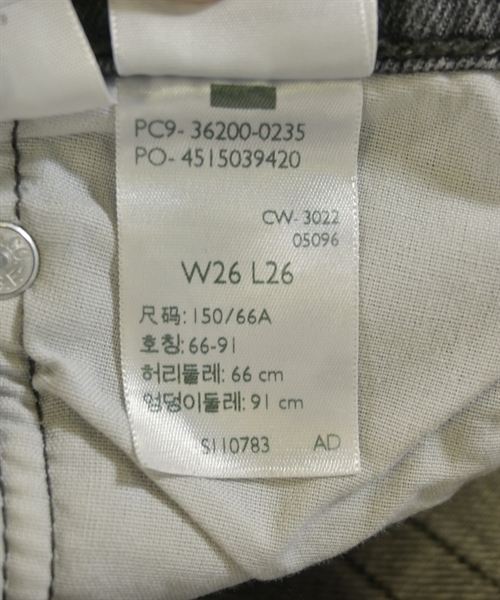 PC9- 36200-0235
PO- 4515039420
CW- 3022
05096
W26 L26
尺码: 150/66A
호칭: 66-91
허리둘레: 66 cm
엉덩이둘레: 91 cm
S110783 AD